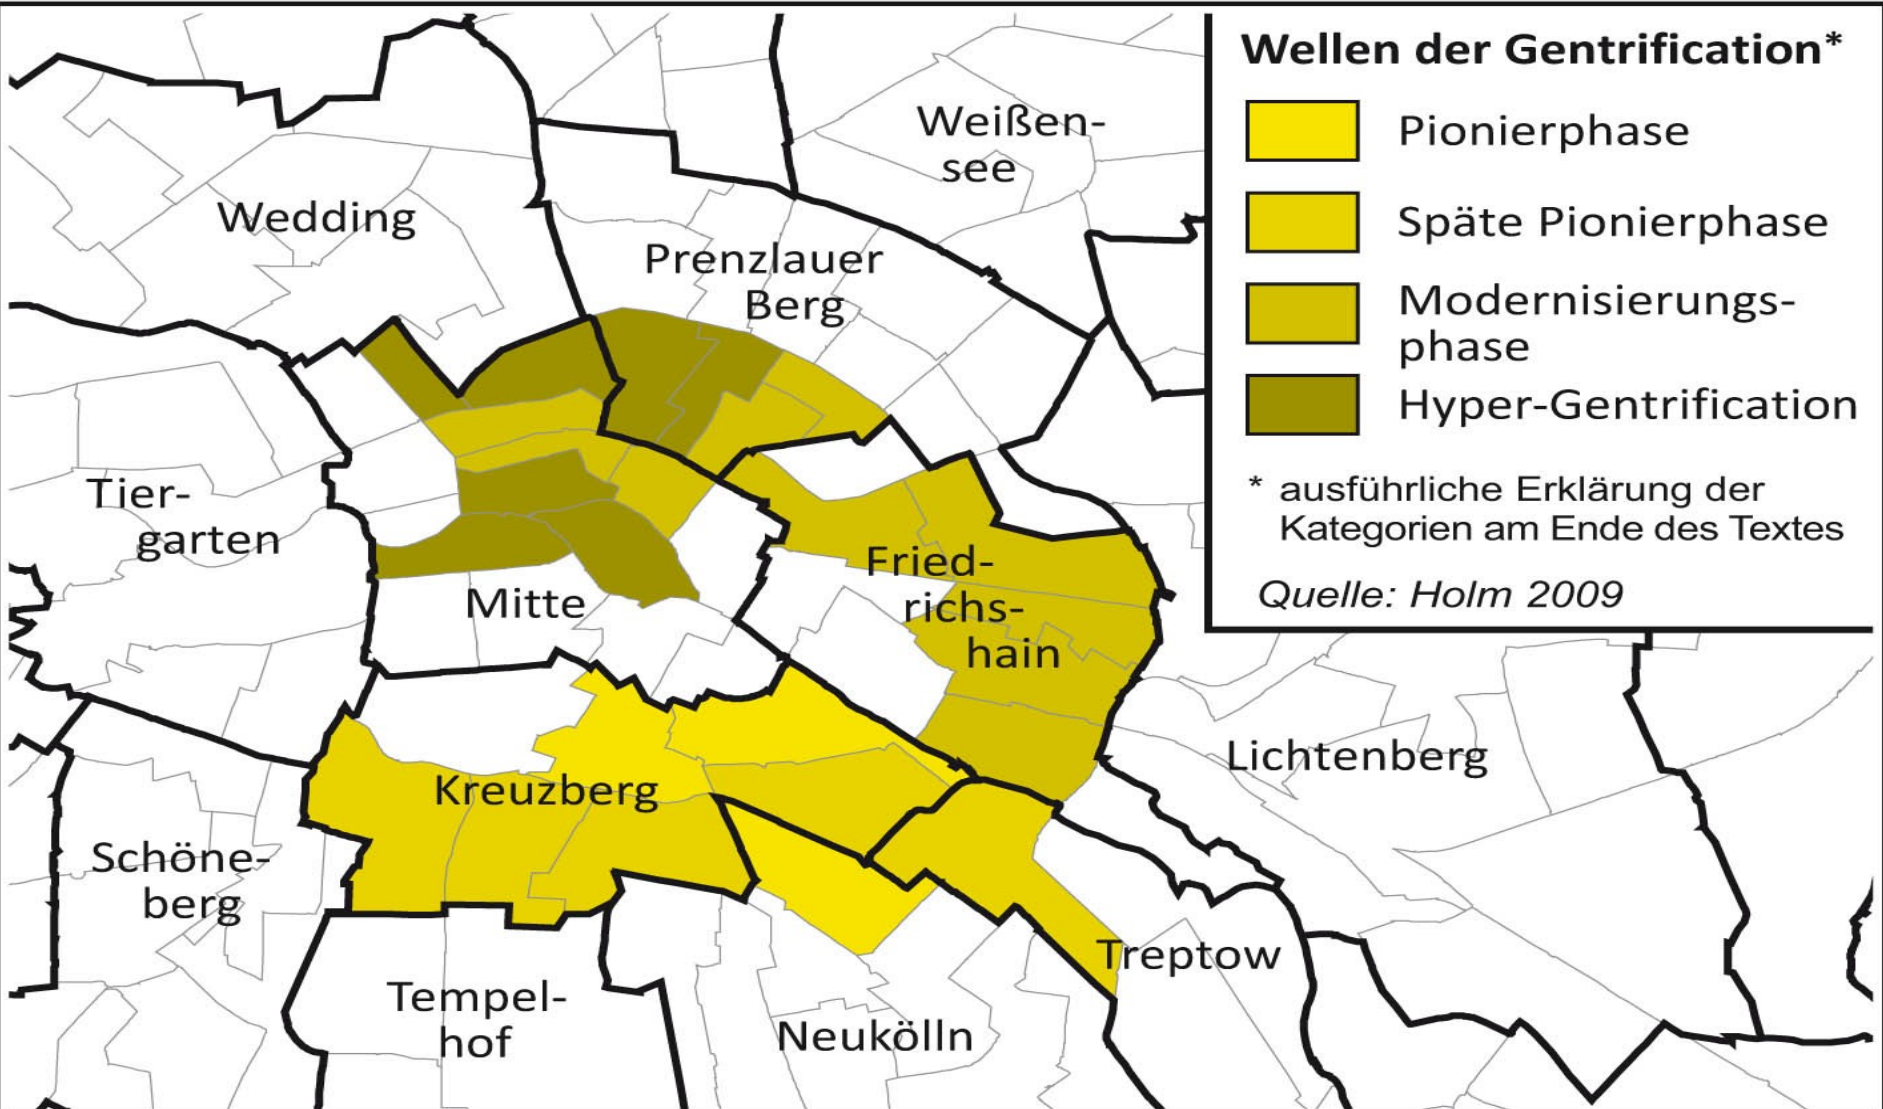 Wellen der Gentrification*
Pionierphase
Späte Pionierphase
Modernisierungs-
phase
Hyper-Gentrification
* ausführliche Erklärung der
Kategorien am Ende des Textes
Quelle: Holm 2009
Weißen-
see
Wedding
Prenzlauer
Berg
Tier-
garten
Mitte
Fried-
richs-
hain
Kreuzberg
Lichtenberg
Schöne-
berg
Treptow
Tempel-
hof
Neukölln